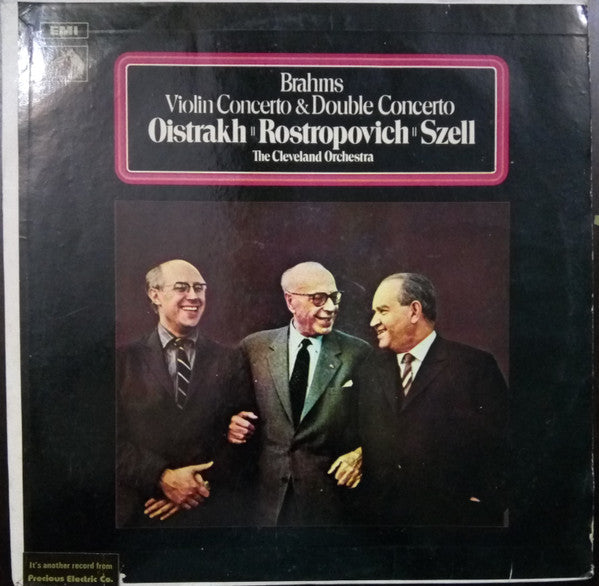 EMI
Brahms
Violin Concerto & Double Concerto
Oistrakh Rostropovich Szell
The Cleveland Orchestra
It's another record from
Precious Electric Co.